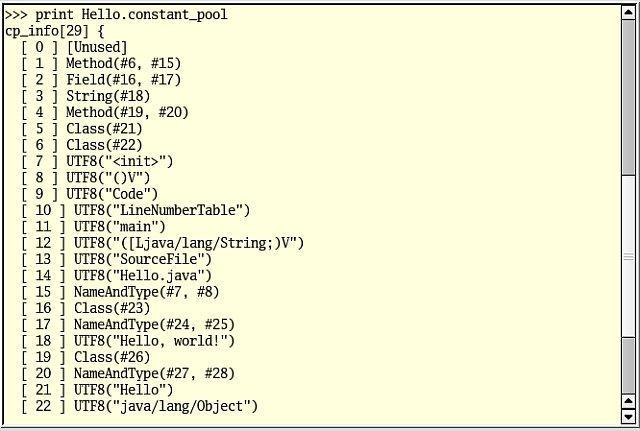 >>> print Hello.constant_pool
cp_info[29] {
[ 0 ] [Unused]
[ 1 ] Method(#6, #15)
[ 2 ] Field(#16, #17)
[ 3 ] String(#18)
[ 4 ] Method(#19, #20)
[ 5 ] Class(#21)
[ 6 ] Class(#22)
[ 7 ] UTF8("<init>")
[ 8 ] UTF8("()V")
[ 9 ] UTF8("Code")
[ 10 ] UTF8("LineNumberTable")
[ 11 ] UTF8("main")
[ 12 ] UTF8("([Ljava/lang/String;)V")
[ 13 ] UTF8("SourceFile")
[ 14 ] UTF8("Hello.java")
[ 15 ] NameAndType(#7, #8)
[ 16 ] Class(#23)
[ 17 ] NameAndType(#24, #25)
[ 18 ] UTF8("Hello, world!")
[ 19 ] Class(#26)
[ 20 ] NameAndType(#27, #28)
[ 21 ] UTF8("Hello")
[ 22 ] UTF8("java/lang/Object")